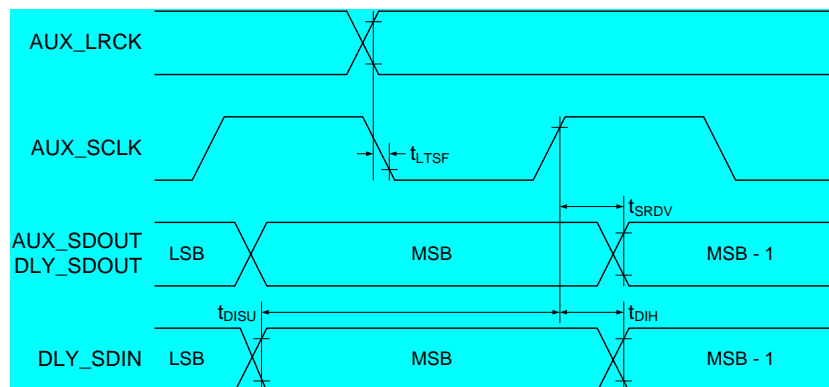 AUX_LRCK
AUX_SCLK
tLTSF
tSRDV
AUX_SDOUT
DLY_SDOUT
LSB MSB MSB - 1
tDISU tDIH
DLY_SDIN LSB MSB MSB - 1